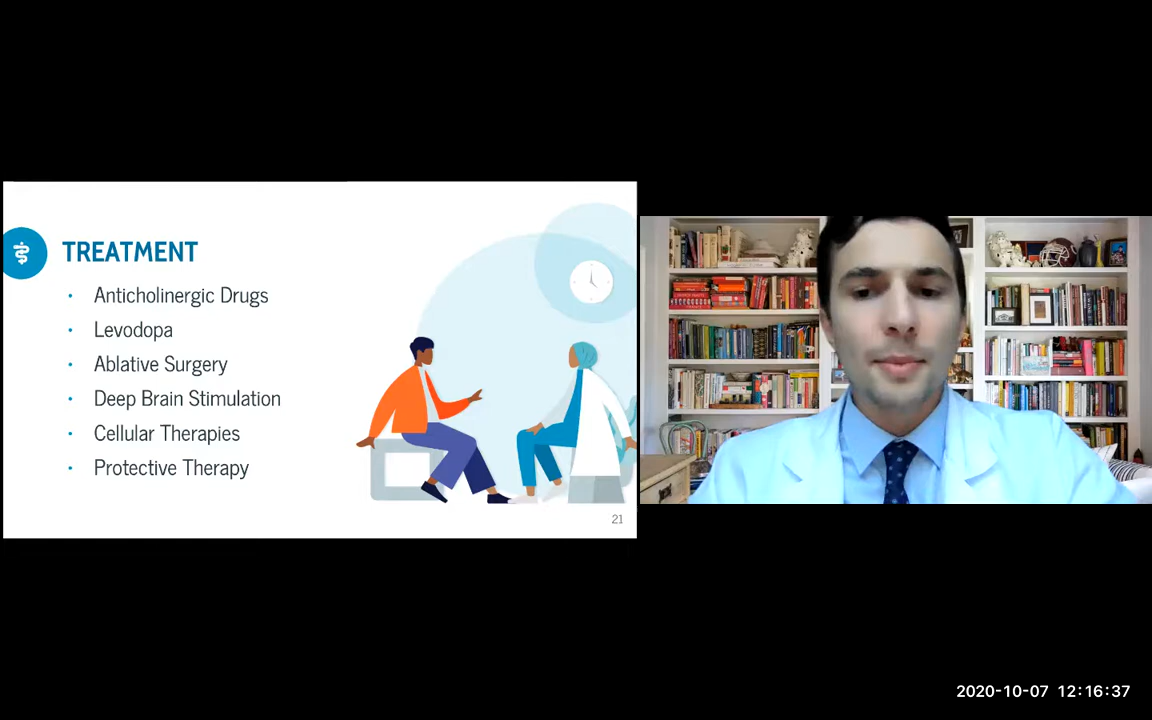 TREATMENT
• Anticholinergic Drugs
• Levodopa
• Ablative Surgery
• Deep Brain Stimulation
• Cellular Therapies
• Protective Therapy
21
2020-10-07 12:16:37